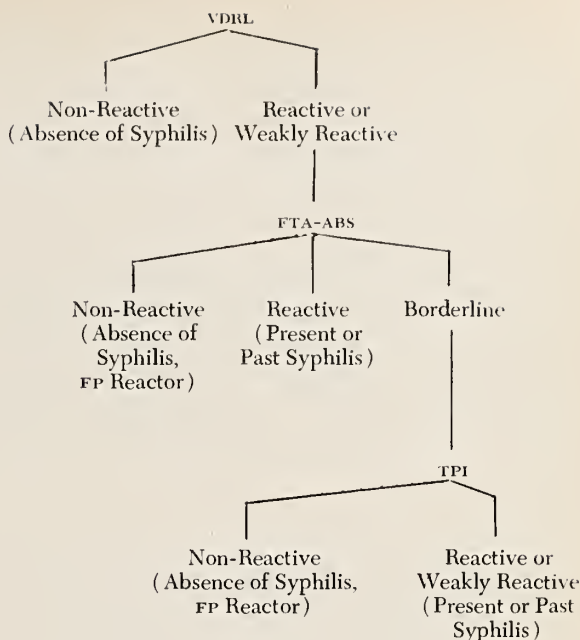 VDRL
Non-Reactive
(Absence of Syphilis)
Reactive or
Weakly Reactive
FTA-ABS
Non-Reactive
(Absence of
Syphilis,
FP Reactor)
Reactive
(Present or
Past Syphilis)
Borderline
TPI
Non-Reactive
(Absence of Syphilis,
FP Reactor)
Reactive or
Weakly Reactive
(Present or Past
Syphilis)